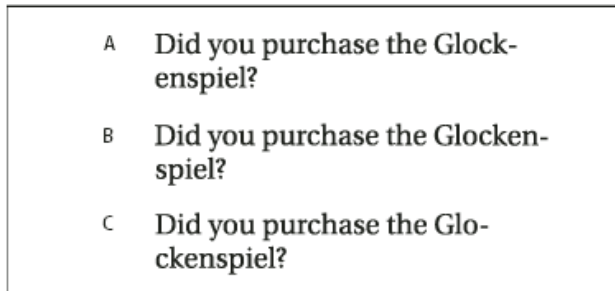 A Did you purchase the Glock-
enspiel?
B Did you purchase the Glocken-
spiel?
C Did you purchase the Glo-
ckenspiel?